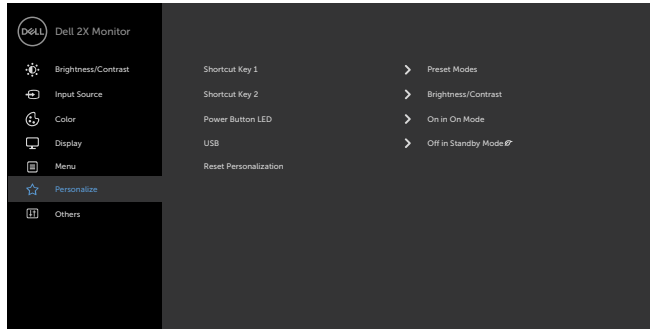 DELL
Dell 2X Monitor
Brightness/Contrast
Input Source
Color
Display
Menu
Personalize
Others
Shortcut Key 1 Preset Modes
Shortcut Key 2 Brightness/Contrast
Power Button LED On in On Mode
USB Off in Standby Mode
Reset Personalization